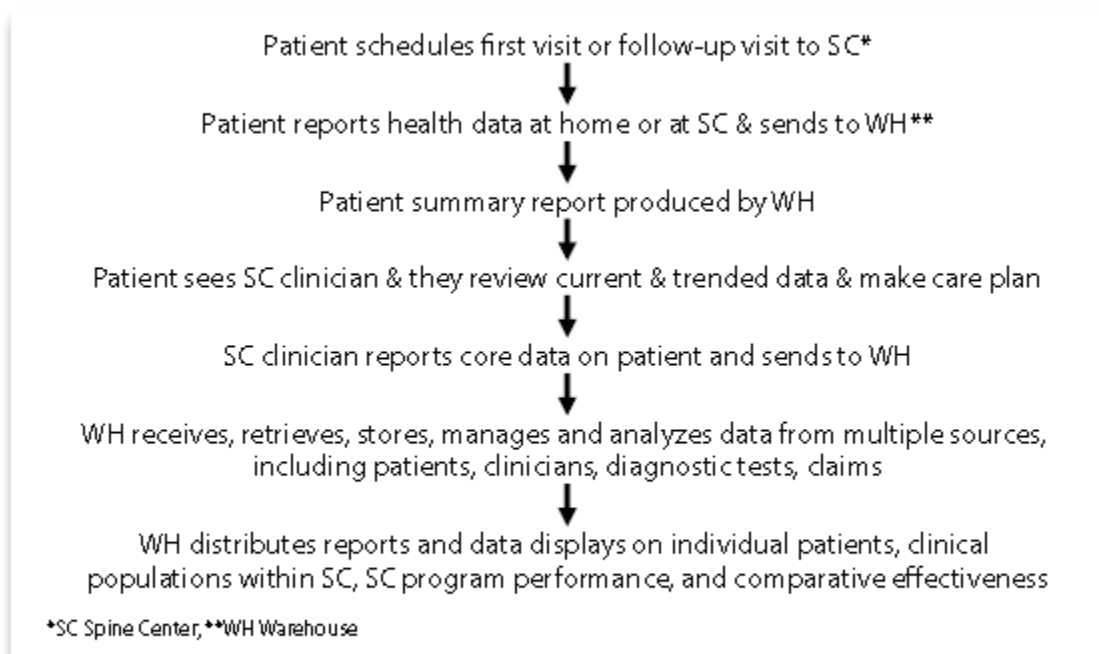 Patient schedules first visit or follow-up visit to SC*
Patient reports health data at home or at SC & sends to WH**
Patient summary report produced by WH
Patient sees SC clinician & they review current & trended data & make care plan
SC clinician reports core data on patient and sends to WH
WH receives, retrieves, stores, manages and analyzes data from multiple sources,
including patients, clinicians, diagnostic tests, claims
WH distributes reports and data displays on individual patients, clinical
populations within SC, SC program performance, and comparative effectiveness
*SC Spine Center, **WH Warehouse